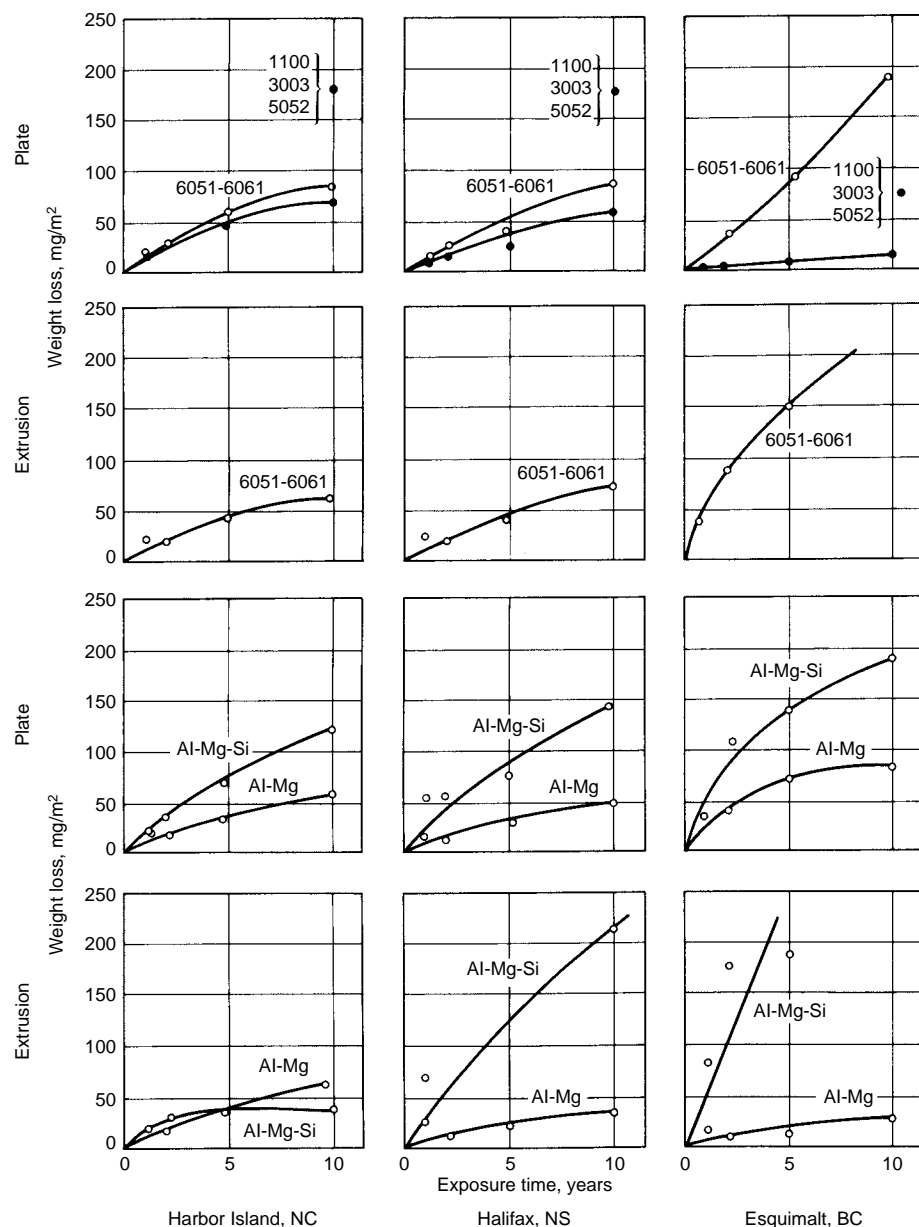 250
200
150
100
50
0
1100
3003
5052
6051-6061
1100
3003
5052
6051-6061
1100
3003
5052
6051-6061
Plate
Weight loss, mg/m2
250
200
150
100
50
0
6051-6061
6051-6061
6051-6061
Extrusion
250
200
150
100
50
0
Al-Mg-Si
Al-Mg
Al-Mg-Si
Al-Mg
Al-Mg-Si
Al-Mg
Plate
Weight loss, mg/m2
250
200
150
100
50
0
Al-Mg
Al-Mg-Si
Al-Mg-Si
Al-Mg
Al-Mg-Si
Al-Mg
Extrusion
0 5 10
0 5 10
0 5 10
Exposure time, years
Harbor Island, NC
Halifax, NS
Esquimalt, BC